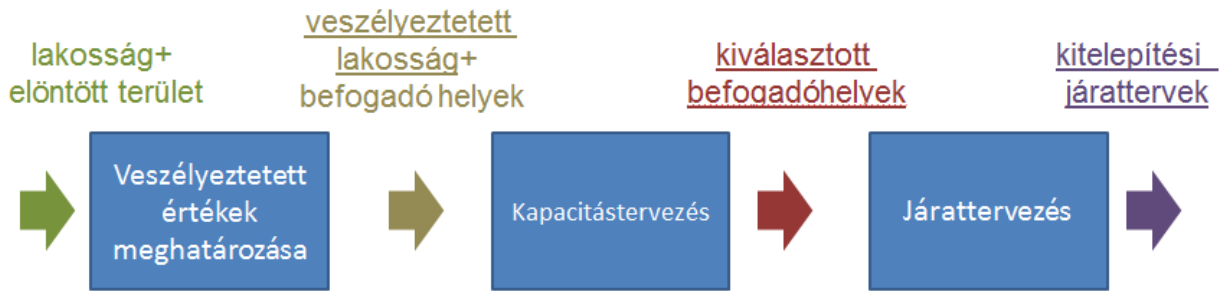 lakosság+
elöntött terület
veszélyeztetett
lakosság+
befogadó helyek
kiválasztott
befogadóhelyek
kitelepítési
járattervek
Veszélyeztetett
értékek
meghatározása
Kapacitástervezés
Járattervezés